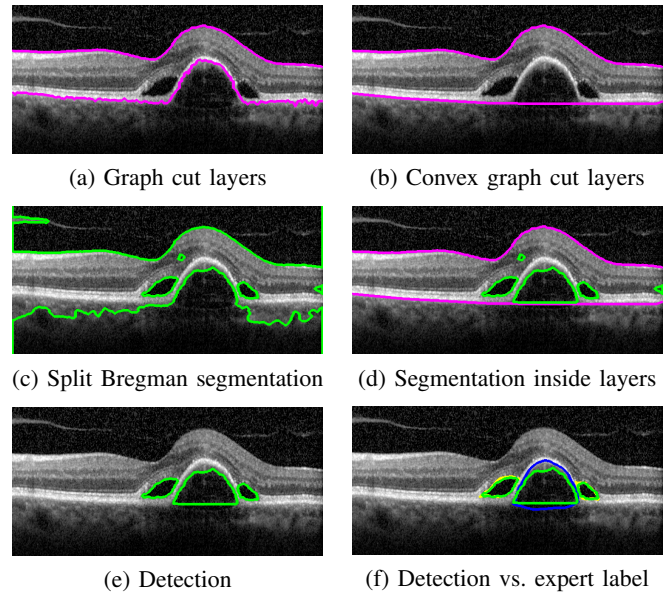 (a) Graph cut layers
(b) Convex graph cut layers
(c) Split Bregman segmentation
(d) Segmentation inside layers
(e) Detection
(f) Detection vs. expert label